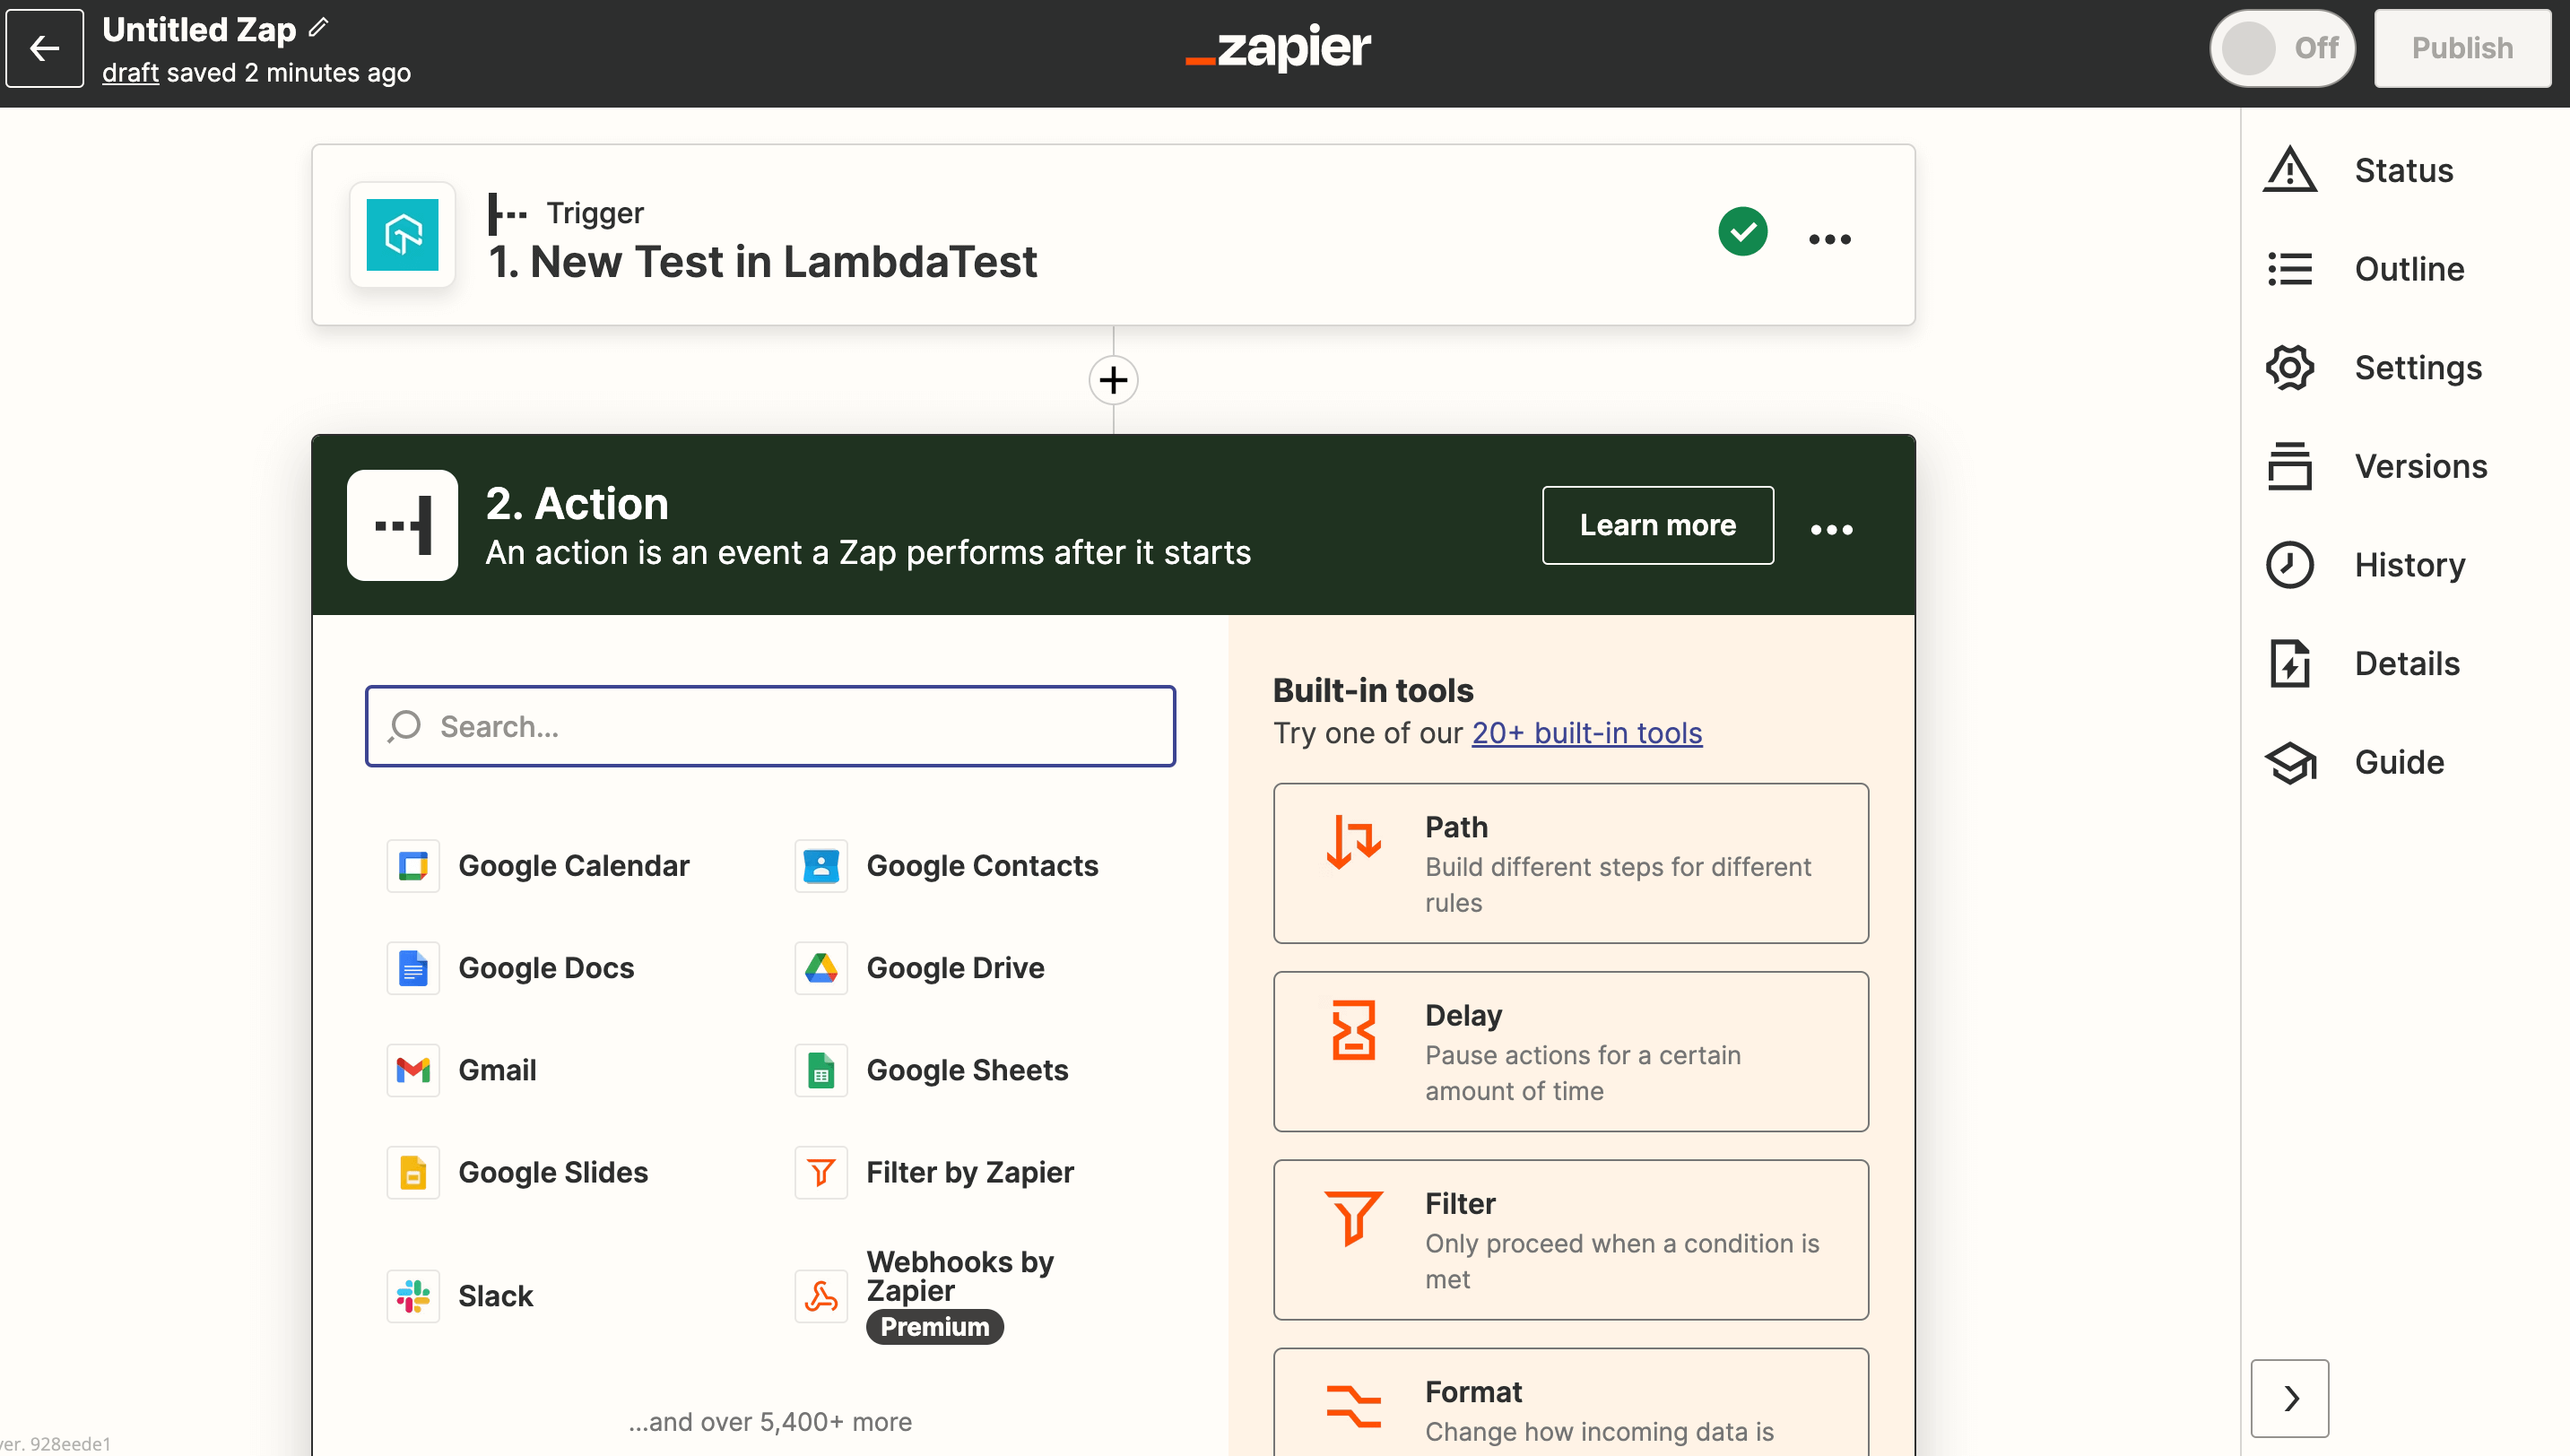 Untitled Zap
draft saved 2 minutes ago
zapier
Off
Publish
Trigger
1. New Test in LambdaTest
2. Action
An action is an event a Zap performs after it starts
Learn more
Search...
Google Calendar
Google Contacts
Google Docs
Google Drive
Gmail
Google Sheets
Google Slides
Filter by Zapier
Slack
Webhooks by
Zapier
Premium
...and over 5,400+ more
Built-in tools
Try one of our 20+ built-in tools
Path
Build different steps for different
rules
Delay
Pause actions for a certain
amount of time
Filter
Only proceed when a condition is
met
Format
Change how incoming data is
Status
Outline
Settings
Versions
History
Details
Guide
ver. 928eede1